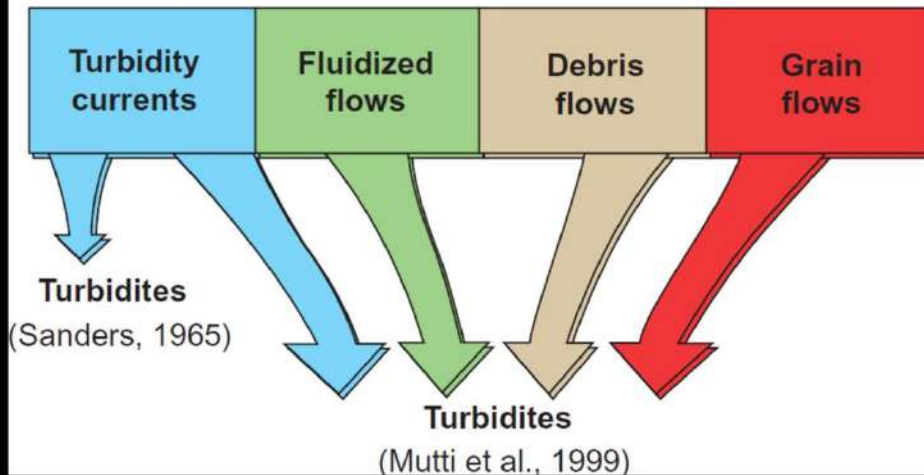 Turbidity
currents
Fluidized
flows
Debris
flows
Grain
flows
Turbidites
(Sanders, 1965)
Turbidites
(Mutti et al., 1999)